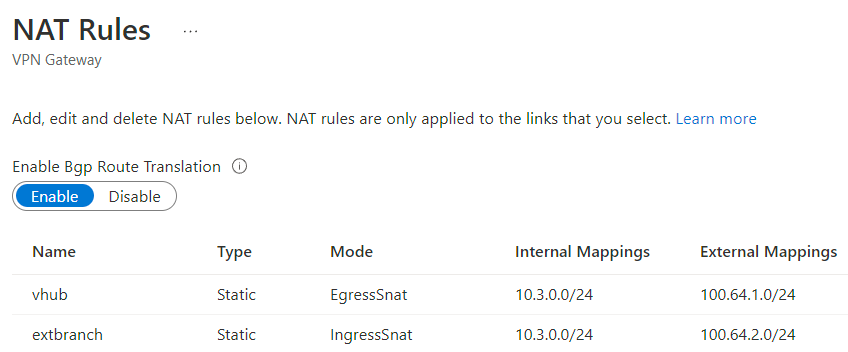 NAT Rules ...
VPN Gateway
Add, edit and delete NAT rules below. NAT rules are only applied to the links that you select. Learn more
Enable Bgp Route Translation
Enable Disable
Name Type Mode Internal Mappings External Mappings
vhub Static EgressSnat 10.3.0.0/24 100.64.1.0/24
extbranch Static IngressSnat 10.3.0.0/24 100.64.2.0/24